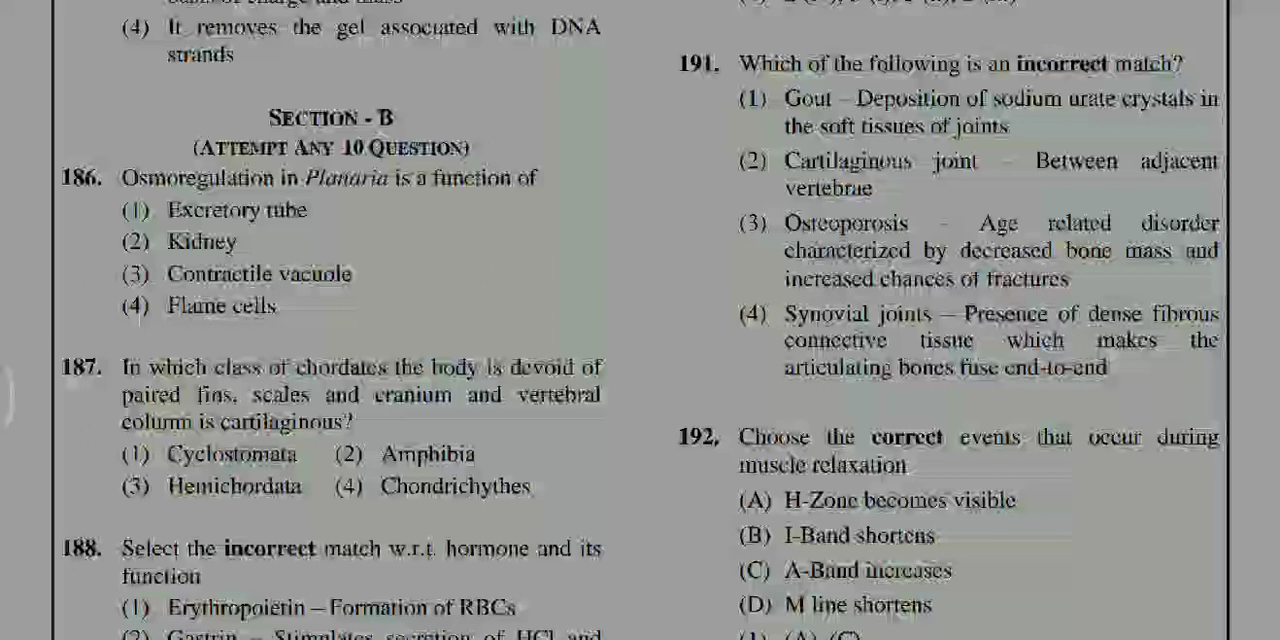 (4) It removes the gel associated with DNA
strands
SECTION - B
(ATTEMPT ANY 10 QUESTION)
186. Osmoregulation in Planaria is a function of
(1) Excretory tube
(2) Kidney
(3) Contractile vacuole
(4) Flame cells
187. In which class of chordates the body is devoid of
paired fins, scales and cranium and vertebral
column is cartilaginous?
(1) Cyclostomata (2) Amphibia
(3) Hemichordata (4) Chondrichythes
188. Select the incorrect match w.r.t. hormone and its
function
(1) Erythropoietin – Formation of RBCs
(2) Gastrin – Stimulates secretion of HCl and
191. Which of the following is an incorrect match?
(1) Gout – Deposition of sodium urate crystals in
the soft tissues of joints
(2) Cartilaginous joint – Between adjacent
vertebrae
(3) Osteoporosis – Age related disorder
characterized by decreased bone mass and
increased chances of fractures
(4) Synovial joints – Presence of dense fibrous
connective tissue which makes the
articulating bones fuse end-to-end
192. Choose the correct events that occur during
muscle relaxation
(A) H-Zone becomes visible
(B) I-Band shortens
(C) A-Band increases
(D) M line shortens
(1) (A), (C)